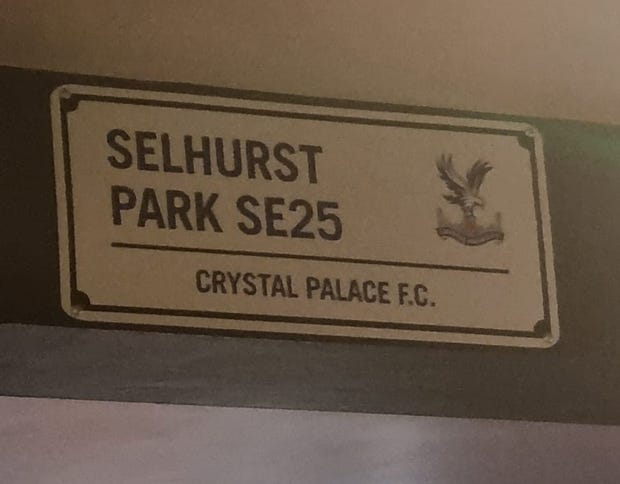 SELHURST
PARK SE25
CRYSTAL PALACE F.C.